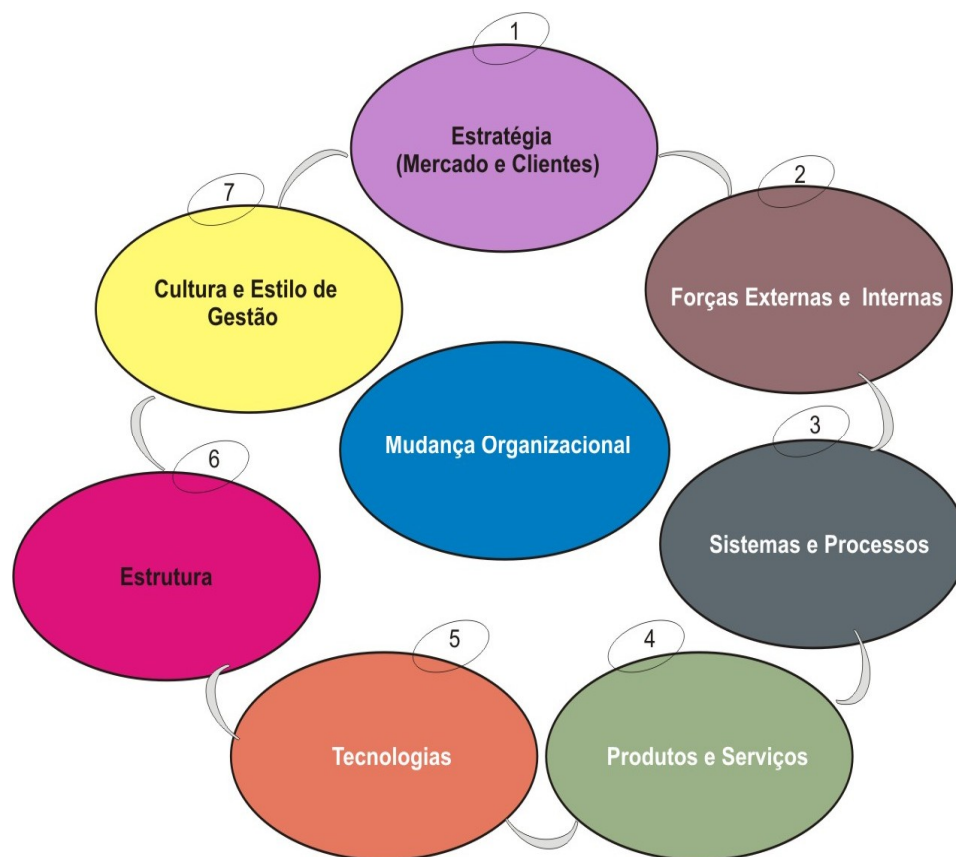 1
Estratégia
(Mercado e Clientes)
2
Forças Externas e Internas
3
Sistemas e Processos
4
Produtos e Serviços
5
Tecnologias
6
Estrutura
7
Cultura e Estilo de
Gestão
Mudança Organizacional